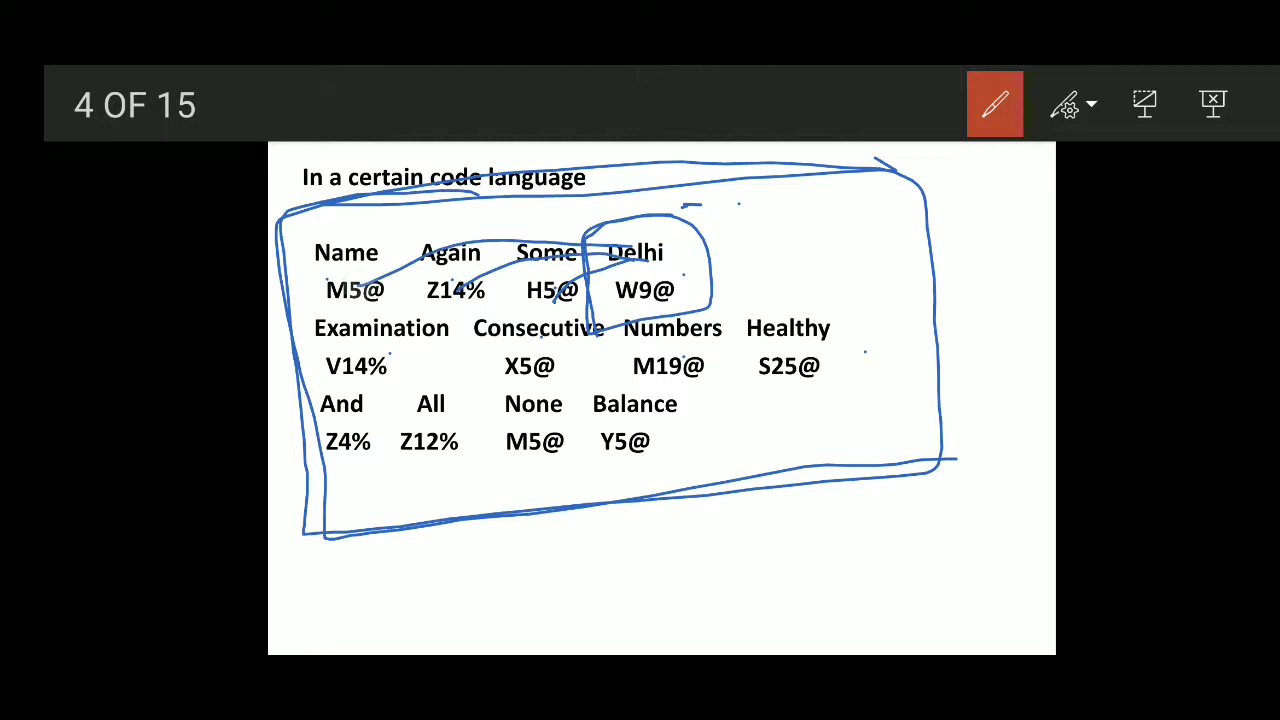 4 OF 15
In a certain code language
Name Again Some Delhi
M5@ Z14% H5@ W9@
Examination Consecutive Numbers Healthy
V14% X5@ M19@ S25@
And All None Balance
Z4% Z12% M5@ Y5@